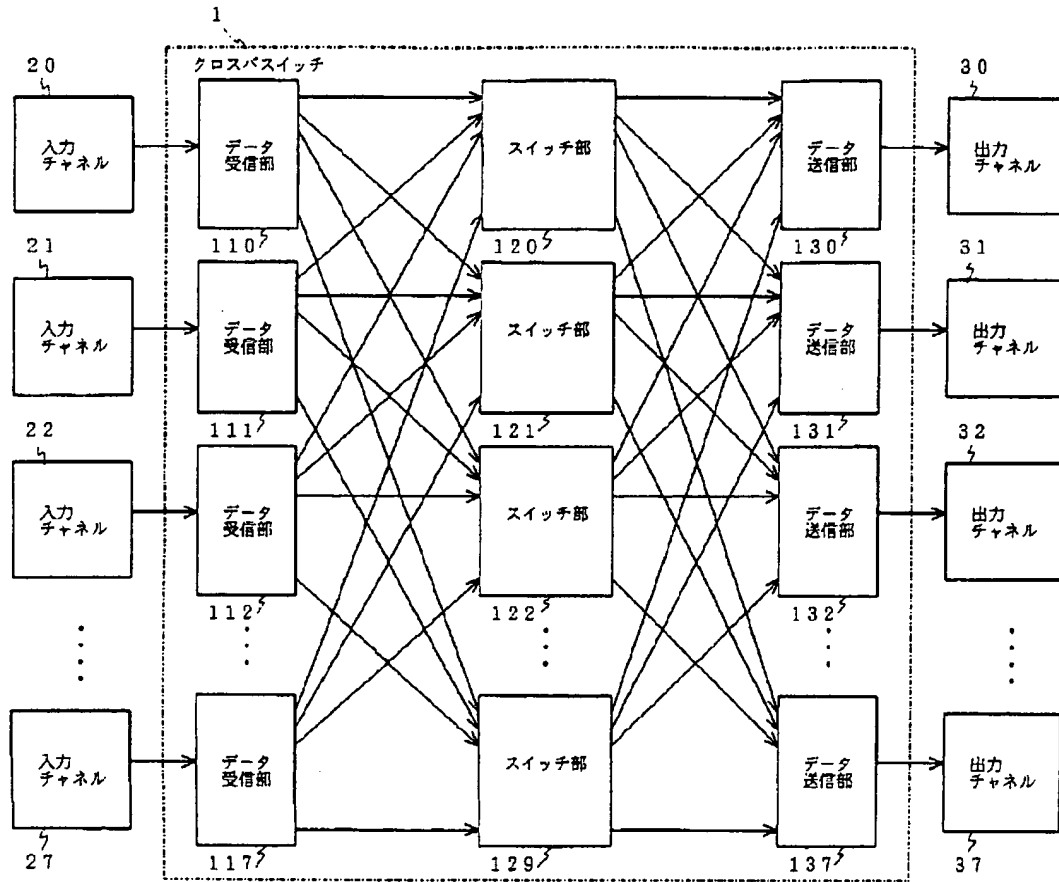 1
クロスバスイッチ
20
入力
チャネル
データ
受信部
110
スイッチ部
120
データ
送信部
130
30
出力
チャネル
21
入力
チャネル
データ
受信部
111
スイッチ部
121
データ
送信部
131
31
出力
チャネル
22
入力
チャネル
データ
受信部
112
スイッチ部
122
データ
送信部
132
32
出力
チャネル
入力
チャネル
27
データ
受信部
117
スイッチ部
129
データ
送信部
137
出力
チャネル
37